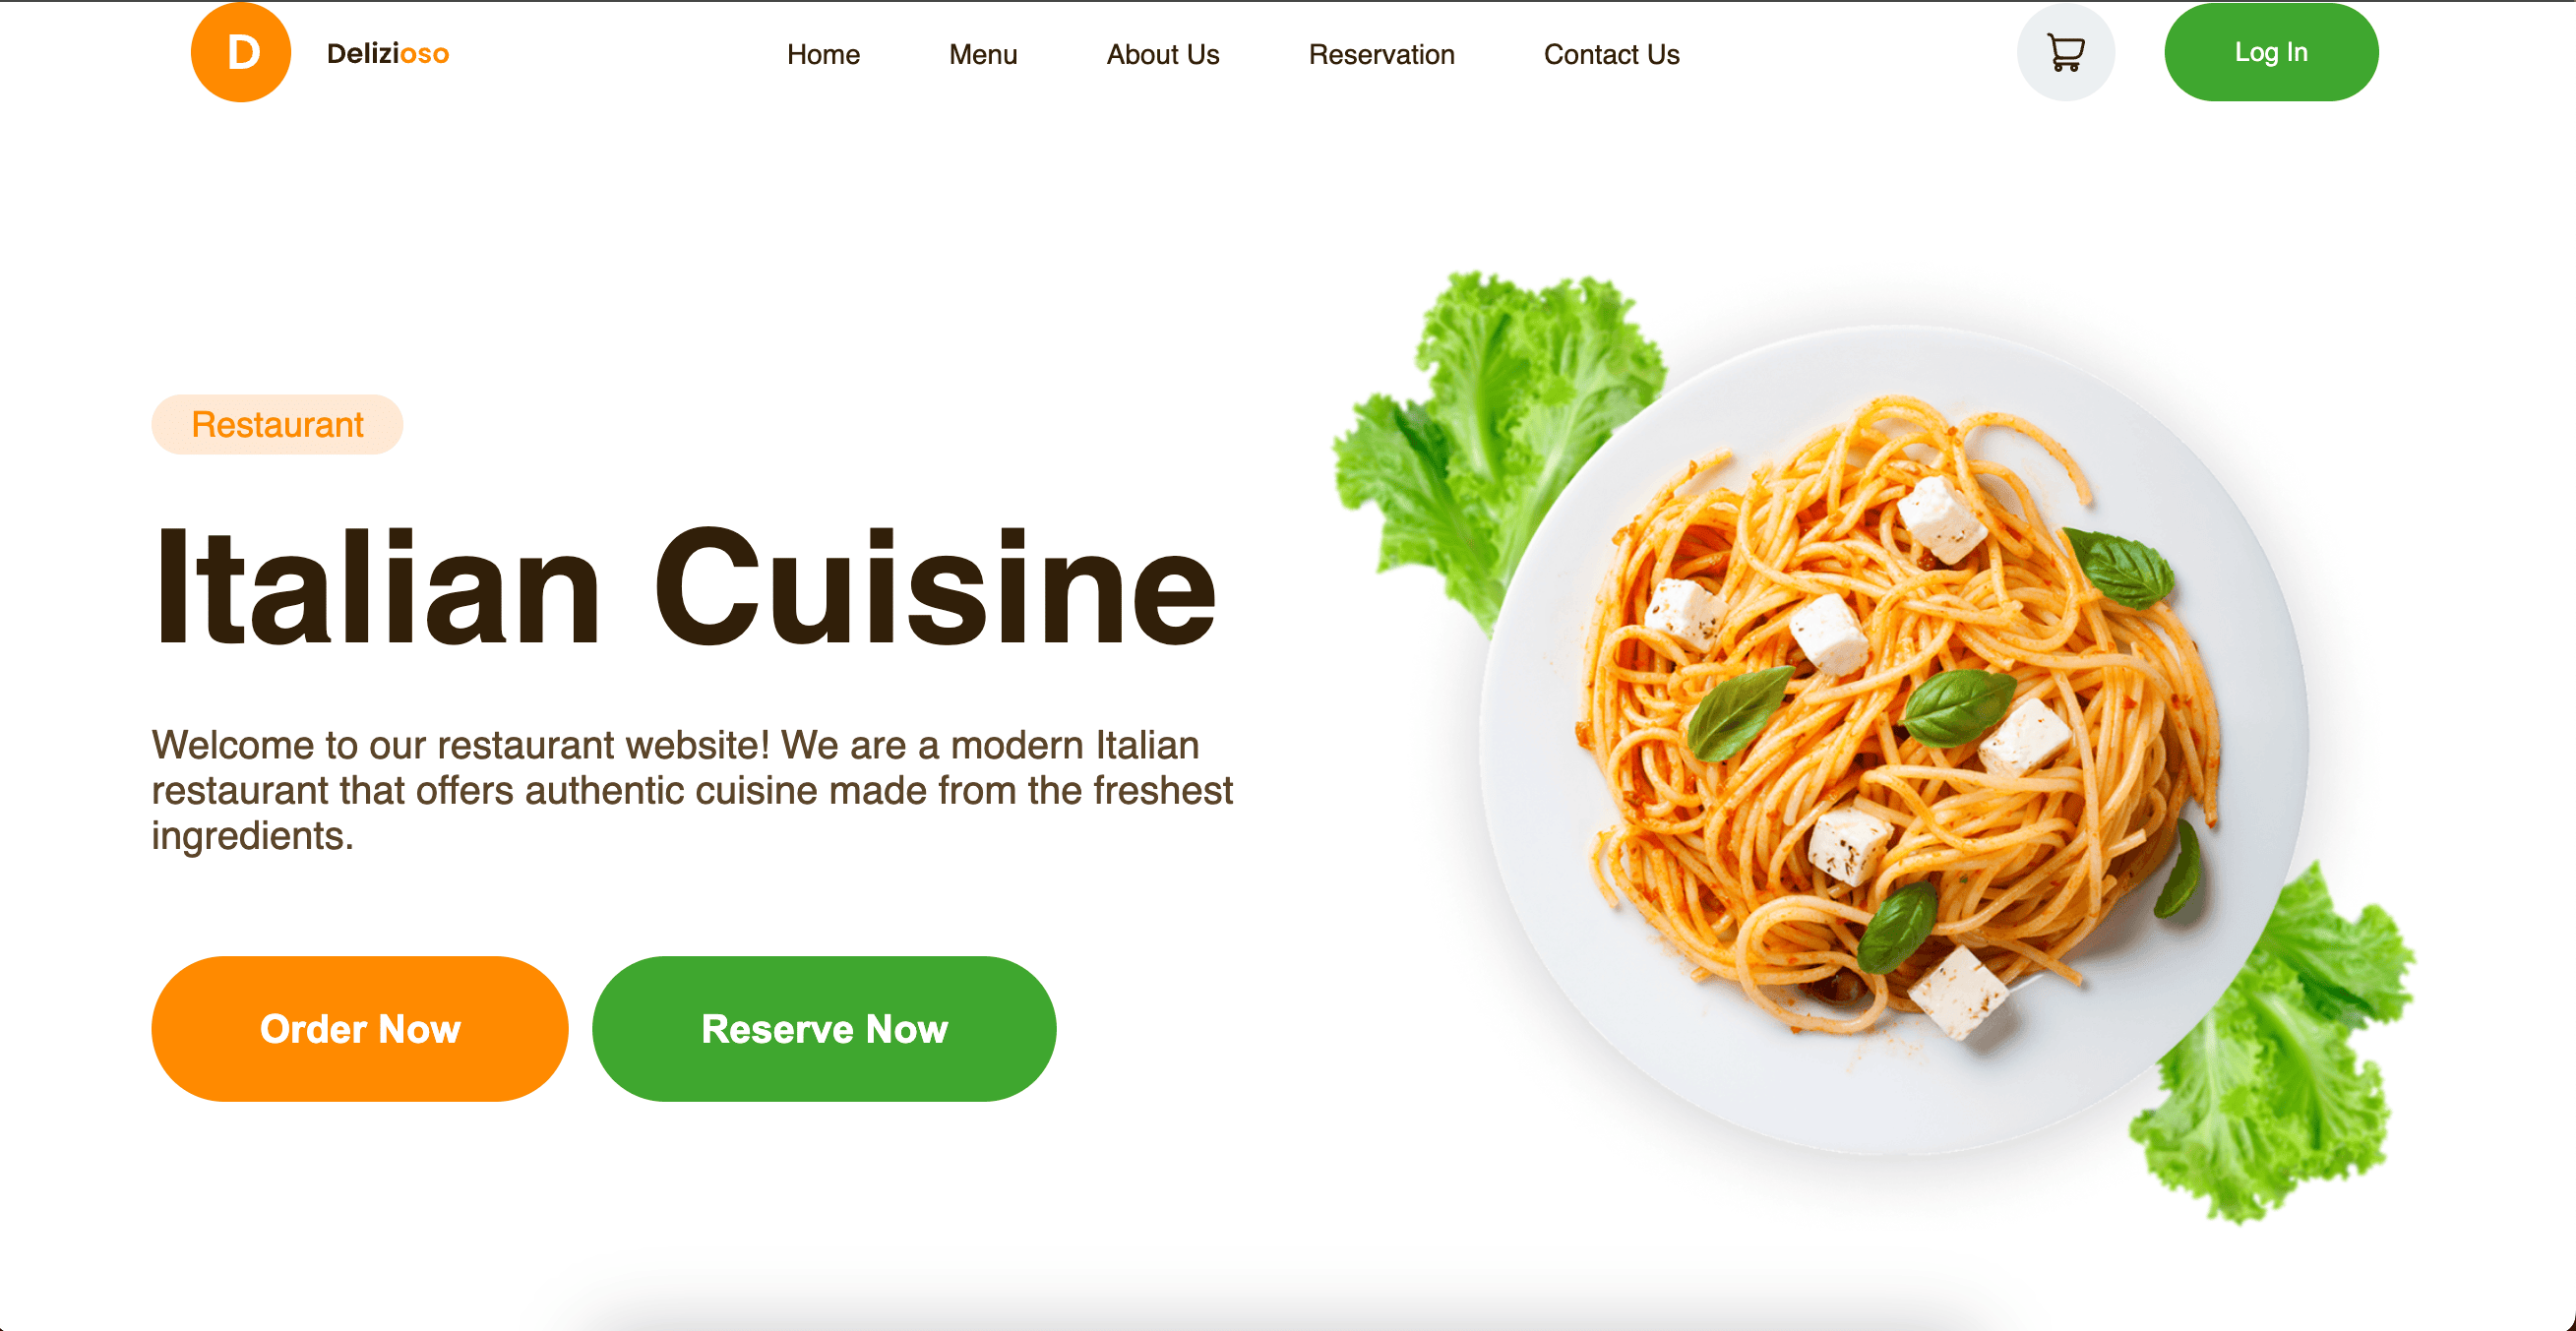 D
Delizioso
Home
Menu
About Us
Reservation
Contact Us
Log In
Restaurant
Italian Cuisine
Welcome to our restaurant website! We are a modern Italian
restaurant that offers authentic cuisine made from the freshest
ingredients.
Order Now
Reserve Now